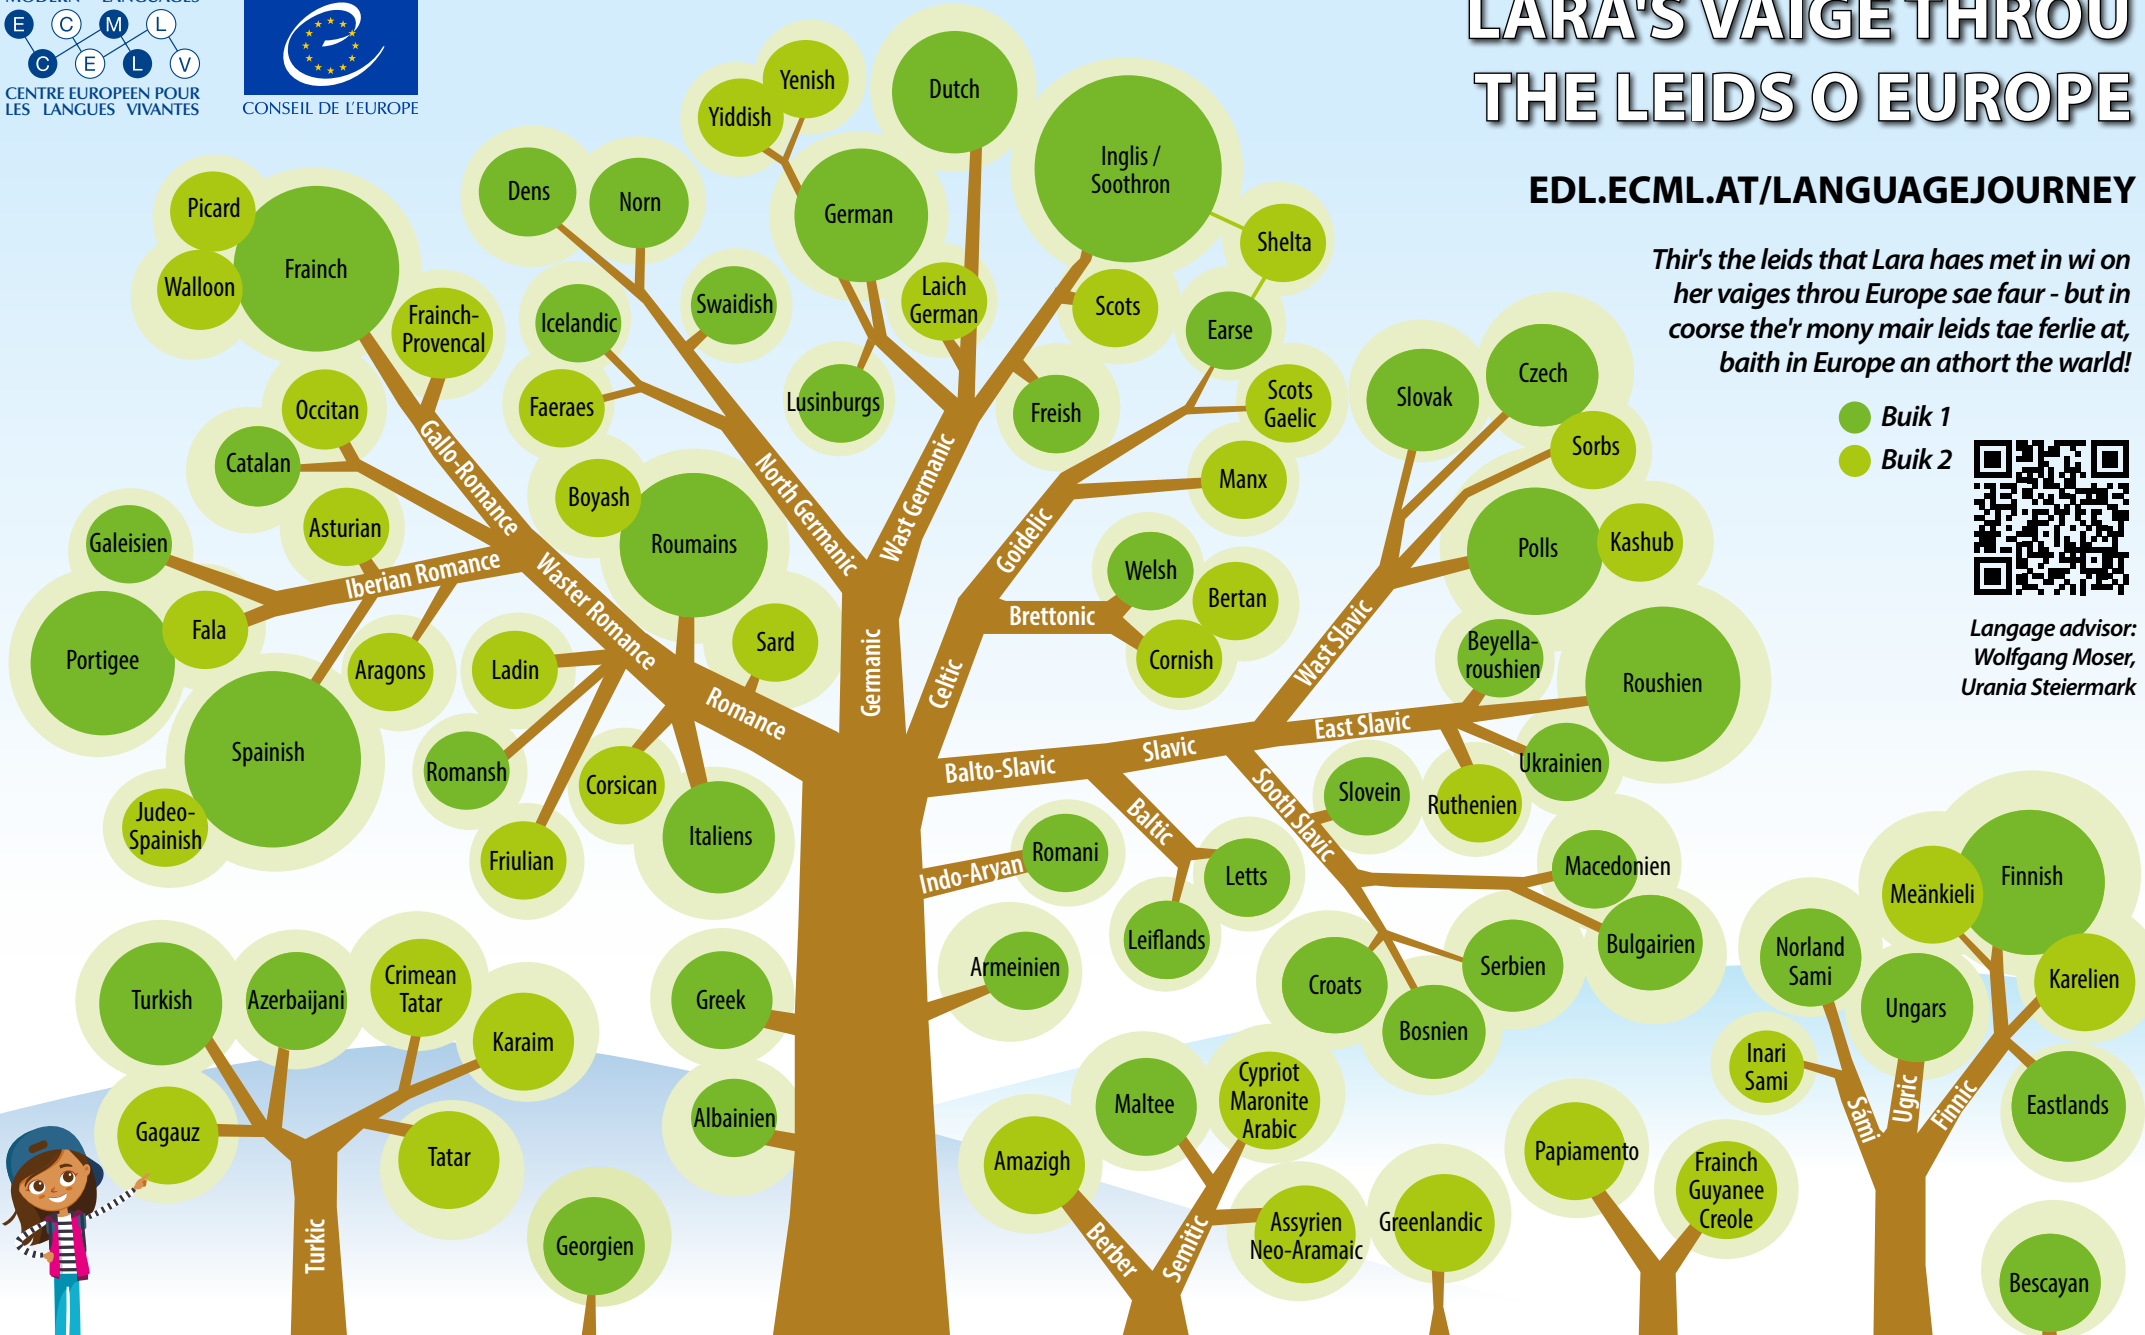 MODERN LANGUAGES
E C M L
C E L V
CENTRE EUROPEEN POUR
LES LANGUES VIVANTES
CONSEIL DE L'EUROPE
LARA'S VAIGE THROU
THE LEIDS O EUROPE
EDL.ECML.AT/LANGUAGEJOURNEY
Thir's the leids that Lara haes met in wi on
her vaiges throu Europe sae faur - but in
coorse the'r mony mair leids tae ferlie at,
baith in Europe an athort the warld!
Buik 1
Buik 2
Langage advisor:
Wolfgang Moser,
Urania Steiermark
Picard
Walloon
Frainch
Frainch-
Provencal
Occitan
Catalan
Gallo-Romance
Asturian
Galeisien
Iberian Romance
Portigee
Fala
Spainish
Judeo-
Spainish
Aragons
Waster Romance
Ladin
Romansh
Friulian
Corsican
Italiens
Boyash
Roumains
Sard
Romance
Dens
Norn
Icelandic
Swaidish
Faeraes
North Germanic
Yiddish
Yenish
German
Dutch
Laich
German
Lusinburgs
Inglis /
Soothron
Shelta
Scots
Freish
Wast Germanic
Germanic
Earse
Scots
Gaelic
Manx
Goidelic
Welsh
Bertan
Cornish
Brettonic
Celtic
Slovak
Czech
Sorbs
Polls
Kashub
Wast Slavic
Beyella-
roushien
Roushien
Ukrainien
Ruthenien
East Slavic
Slavic
Balto-Slavic
Sooth Slavic
Slovein
Macedonien
Bulgairien
Serbien
Bosnien
Croats
Baltic
Letts
Leiflands
Indo-Aryan
Romani
Armeinien
Greek
Albainien
Turkish
Azerbaijani
Crimean
Tatar
Karaim
Gagauz
Tatar
Turkic
Georgien
Amazigh
Maltee
Cypriot
Maronite
Arabic
Assyrien
Neo-Aramaic
Berber
Semitic
Greenlandic
Papiamento
Frainch
Guyanee
Creole
Meänkieli
Finnish
Norland
Sami
Ungars
Karelien
Inari
Sami
Eastlands
Sámi
Ugric
Finnic
Bescayan